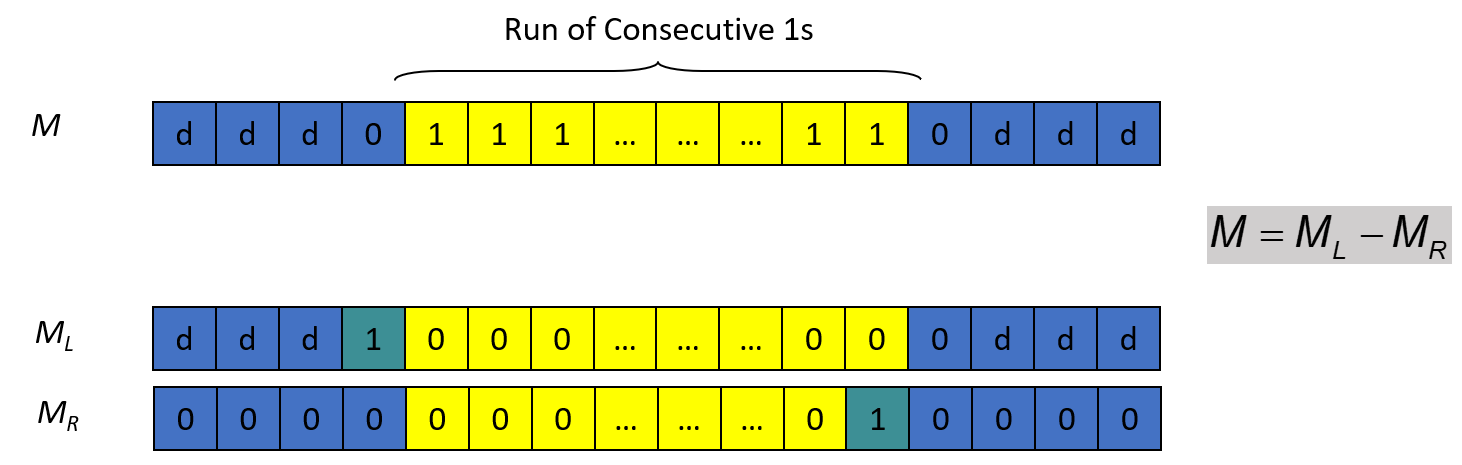 Run of Consecutive 1s
M d d d 0 1 1 1 ... ... ... 1 1 0 d d d
M = M_L − M_R
M_L d d d 1 0 0 0 ... ... ... 0 0 0 d d d
M_R 0 0 0 0 0 0 0 ... ... ... 0 1 0 0 0 0